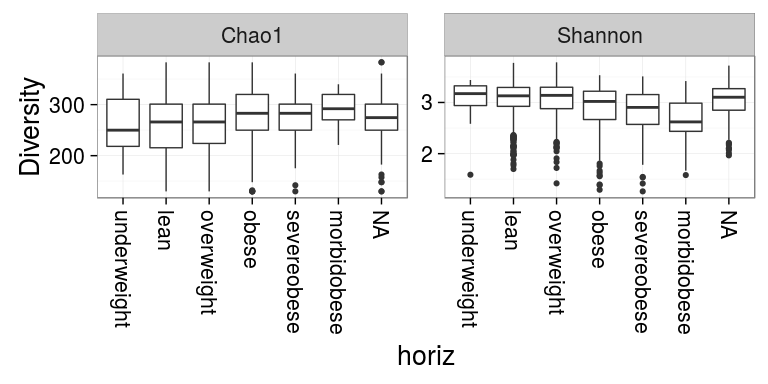 Chao1
Shannon
Diversity
300
200
3
2
underweight
lean
overweight
obese
severeobese
morbidobese
NA
underweight
lean
overweight
obese
severeobese
morbidobese
NA
horiz